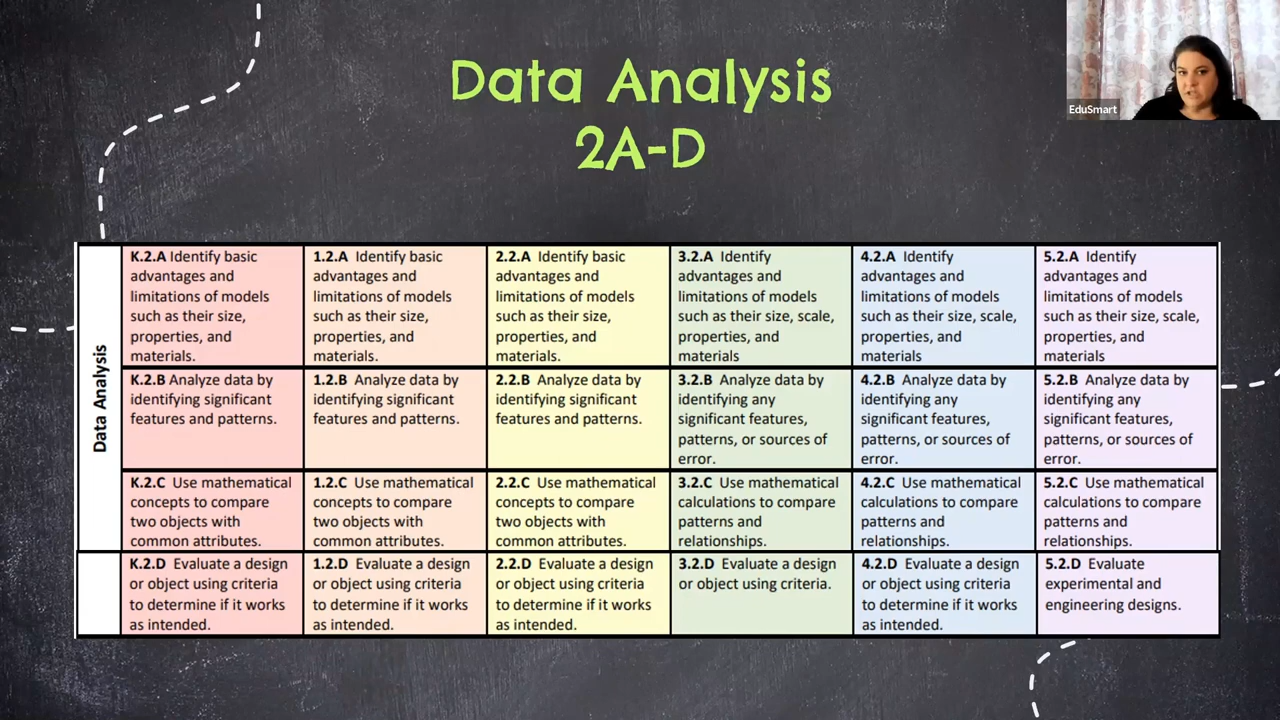 Data Analysis
2A-D
EduSmart
Data Analysis
K.2.A Identify basic
advantages and
limitations of models
such as their size,
properties, and
materials.
1.2.A Identify basic
advantages and
limitations of models
such as their size,
properties, and
materials.
2.2.A Identify basic
advantages and
limitations of models
such as their size,
properties, and
materials.
3.2.A Identify
advantages and
limitations of models
such as their size, scale,
properties, and
materials
4.2.A Identify
advantages and
limitations of models
such as their size, scale,
properties, and
materials
5.2.A Identify
advantages and
limitations of models
such as their size, scale,
properties, and
materials
K.2.B Analyze data by
identifying significant
features and patterns.
1.2.B Analyze data by
identifying significant
features and patterns.
2.2.B Analyze data by
identifying significant
features and patterns.
3.2.B Analyze data by
identifying any
significant features,
patterns, or sources of
error.
4.2.B Analyze data by
identifying any
significant features,
patterns, or sources of
error.
5.2.B Analyze data by
identifying any
significant features,
patterns, or sources of
error.
K.2.C Use mathematical
concepts to compare
two objects with
common attributes.
1.2.C Use mathematical
concepts to compare
two objects with
common attributes.
2.2.C Use mathematical
concepts to compare
two objects with
common attributes.
3.2.C Use mathematical
calculations to compare
patterns and
relationships.
4.2.C Use mathematical
calculations to compare
patterns and
relationships.
5.2.C Use mathematical
calculations to compare
patterns and
relationships.
K.2.D Evaluate a design
or object using criteria
to determine if it works
as intended.
1.2.D Evaluate a design
or object using criteria
to determine if it works
as intended.
2.2.D Evaluate a design
or object using criteria
to determine if it works
as intended.
3.2.D Evaluate a design
or object using criteria.
4.2.D Evaluate a design
or object using criteria
to determine if it works
as intended.
5.2.D Evaluate
experimental and
engineering designs.